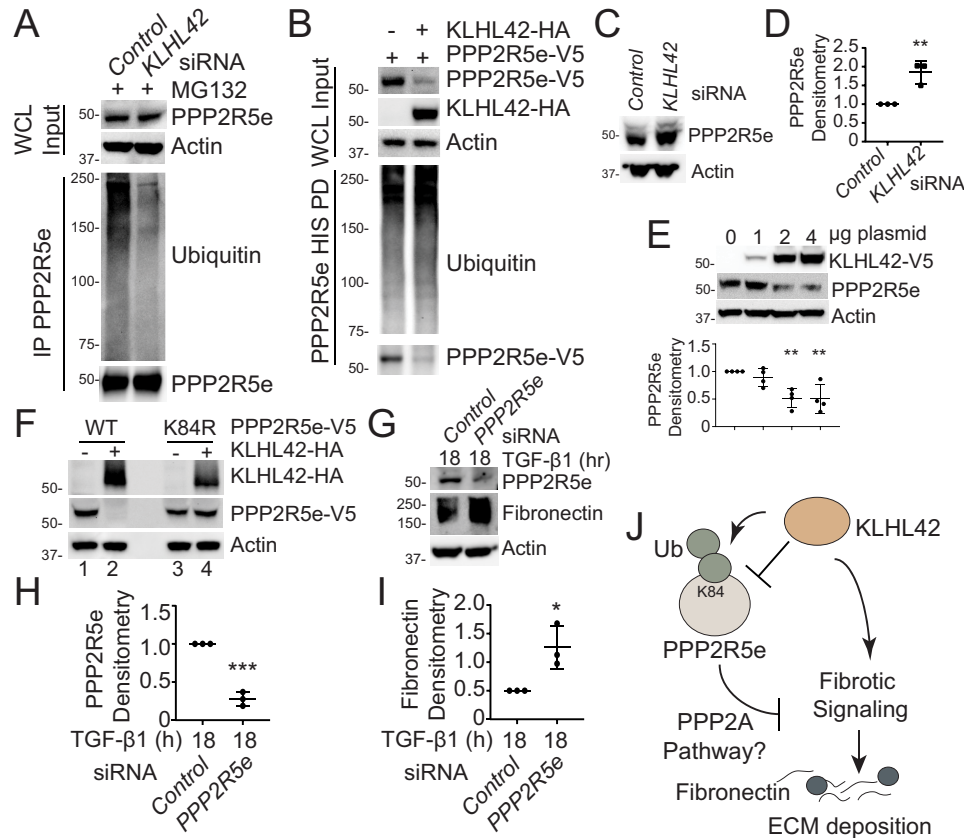 A
Control
KLHL42
siRNA
+ + MG132
WCL Input
50-
PPP2R5e
37-
Actin
IP PPP2R5e
250-
150-
100-
75-
Ubiquitin
50-
PPP2R5e
B
- + KLHL42-HA
+ + PPP2R5e-V5
WCL Input
50-
PPP2R5e-V5
50-
KLHL42-HA
37-
Actin
PPP2R5e HIS PD
250-
150-
100-
75-
Ubiquitin
50-
PPP2R5e-V5
C
Control
KLHL42
siRNA
50-
PPP2R5e
37-
Actin
D
PPP2R5e
Densitometry
2.5
2.0
1.5
1.0
0.5
0
**
Control
KLHL42
siRNA
E
0 1 2 4 µg plasmid
50-
KLHL42-V5
50-
PPP2R5e
37-
Actin
PPP2R5e
Densitometry
1.5
1.0
0.5
0
** **
F
WT K84R PPP2R5e-V5
- + - + KLHL42-HA
50-
KLHL42-HA
50-
PPP2R5e-V5
37-
Actin
1 2 3 4
G
Control
PPP2R5e
siRNA
18 18 TGF-β1 (hr)
50-
PPP2R5e
250-
150-
Fibronectin
37-
Actin
H
PPP2R5e
Densitometry
1.5
1.0
0.5
0
***
TGF-β1 (h) 18 18
siRNA
Control
PPP2R5e
I
Fibronectin
Densitometry
2.0
1.5
1.0
0.5
0
*
TGF-β1 (h) 18 18
siRNA
Control
PPP2R5e
J
Ub
K84
PPP2R5e
KLHL42
PPP2A
Pathway?
Fibrotic
Signaling
Fibronectin
ECM deposition